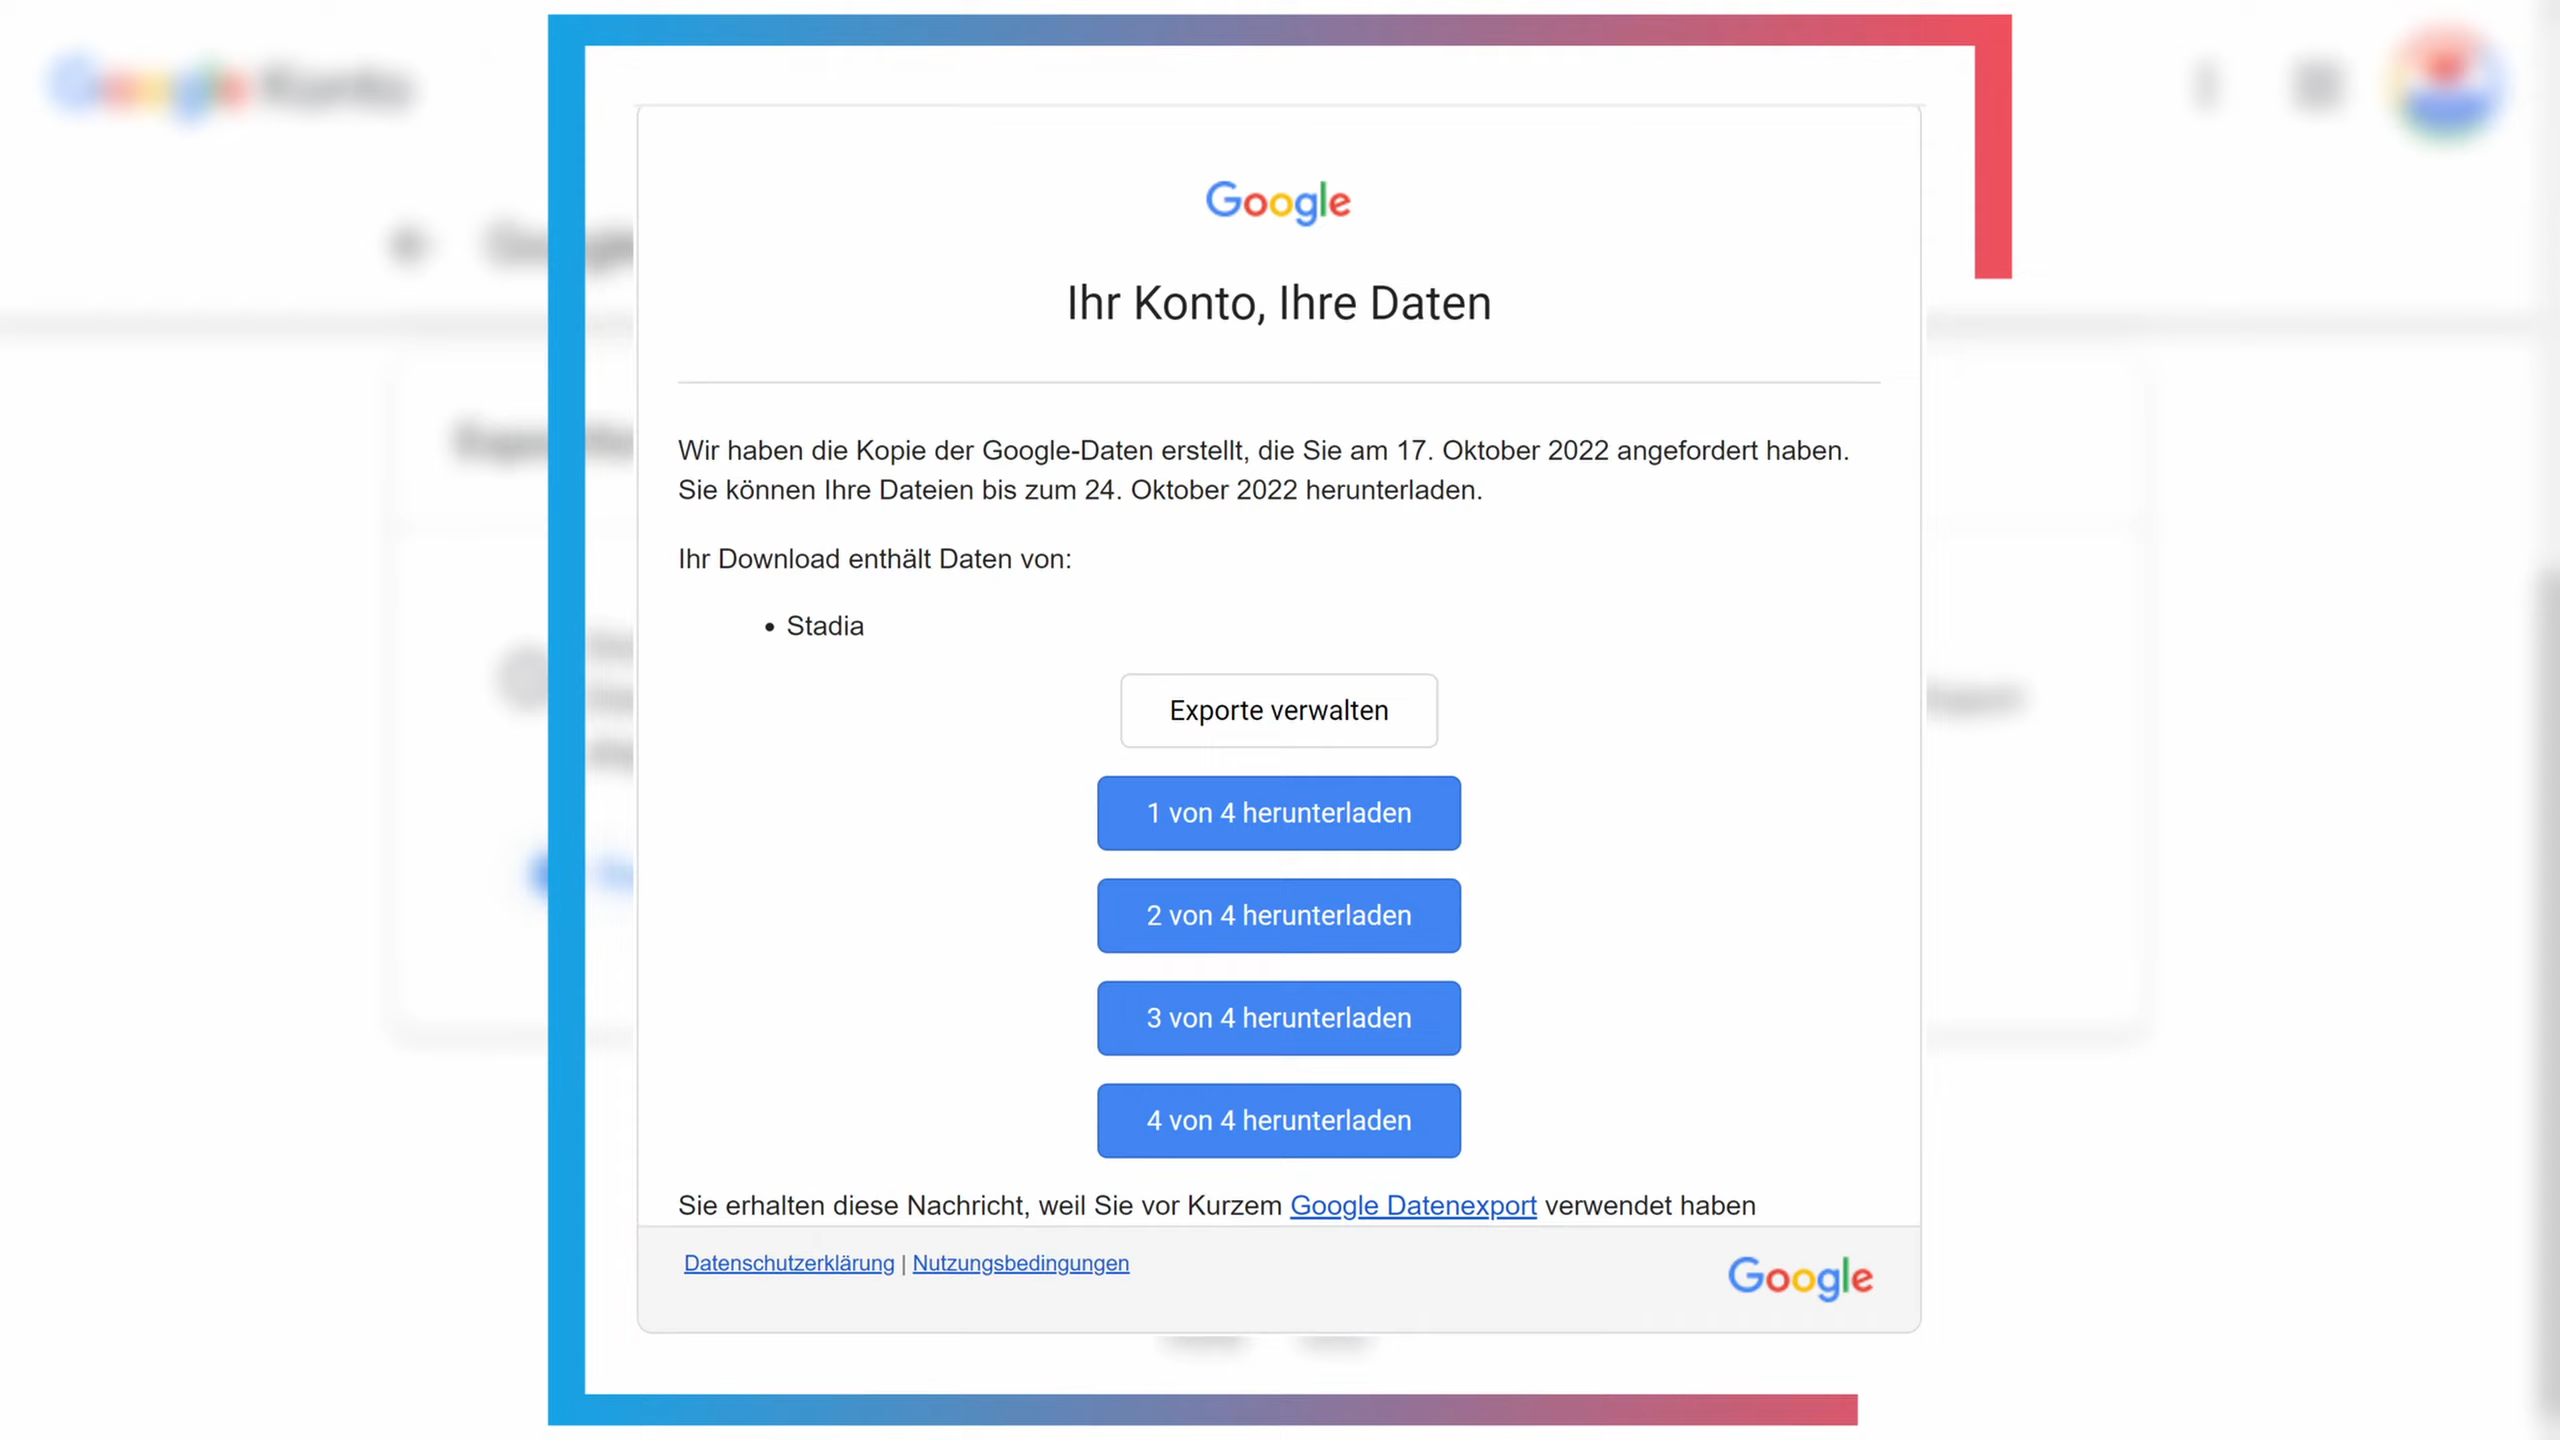 Google Konto
Google
Ihr Konto, Ihre Daten
Wir haben die Kopie der Google-Daten erstellt, die Sie am 17. Oktober 2022 angefordert haben.
Sie können Ihre Dateien bis zum 24. Oktober 2022 herunterladen.
Ihr Download enthält Daten von:
• Stadia
Exporte verwalten
1 von 4 herunterladen
2 von 4 herunterladen
3 von 4 herunterladen
4 von 4 herunterladen
Sie erhalten diese Nachricht, weil Sie vor Kurzem Google Datenexport verwendet haben
Datenschutzerklärung | Nutzungsbedingungen
Google